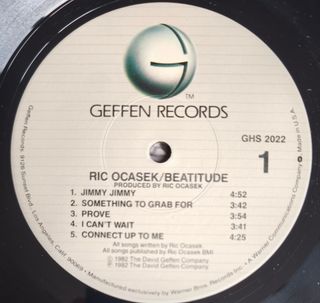 TM
GEFFEN RECORDS
GHS 2022
1
RIC OCASEK/BEATITUDE
PRODUCED BY RIC OCASEK
1. JIMMY JIMMY 4:52
2. SOMETHING TO GRAB FOR 3:42
3. PROVE 3:54
4. I CAN'T WAIT 3:41
5. CONNECT UP TO ME 4:25
All songs written by Ric Ocasek
All songs published by Ric Ocasek BMI
© 1982 The David Geffen Company
℗ 1982 The David Geffen Company
Geffen Records: 9126 Sunset Blvd., Los Angeles, Calif. 90069 • Manufactured exclusively by Warner Bros. Records Inc. • A Warner Communications Company ⓦ Made in U.S.A.